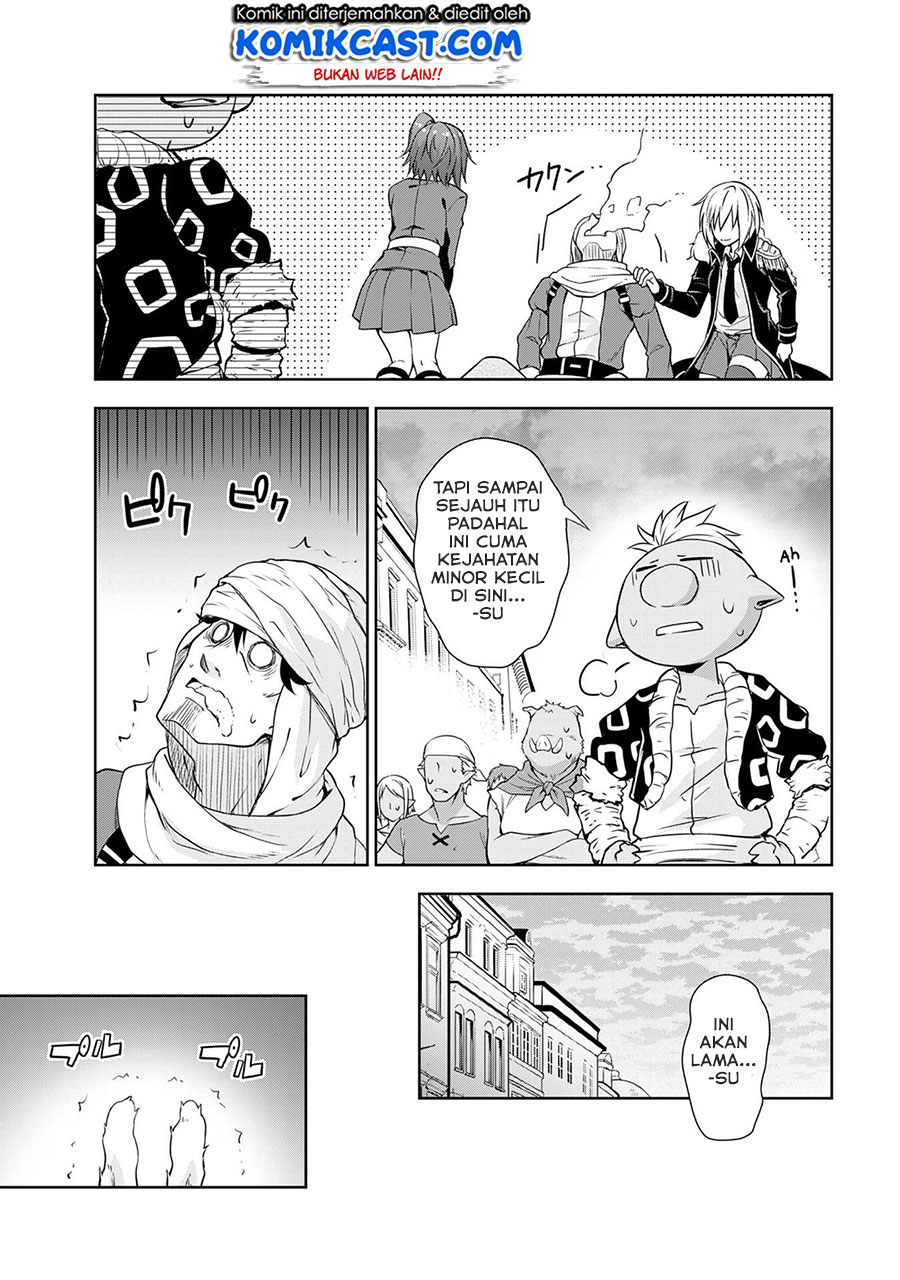 Komik ini diterjemahkan & diedit oleh
KOMIKCAST.COM
BUKAN WEB LAIN!!
カクン…
Ah
TAPI SAMPAI
SEJAUH ITU
PADAHAL
INI CUMA
KEJAHATAN
MINOR KECIL
DI SINI...
-SU
ピク
ピク
INI
AKAN
LAMA...
-SU
プル
プル